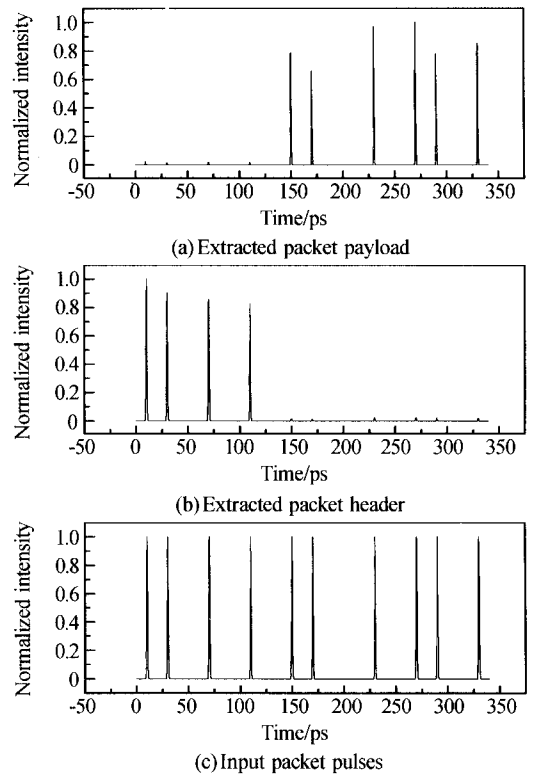 Normalized intensity
1.0
0.8
0.6
0.4
0.2
0
-50 0 50 100 150 200 250 300 350
Time/ps
(a) Extracted packet payload
Normalized intensity
1.0
0.8
0.6
0.4
0.2
0
-50 0 50 100 150 200 250 300 350
Time/ps
(b) Extracted packet header
Normalized intensity
1.0
0.8
0.6
0.4
0.2
0
-50 0 50 100 150 200 250 300 350
Time/ps
(c) Input packet pulses